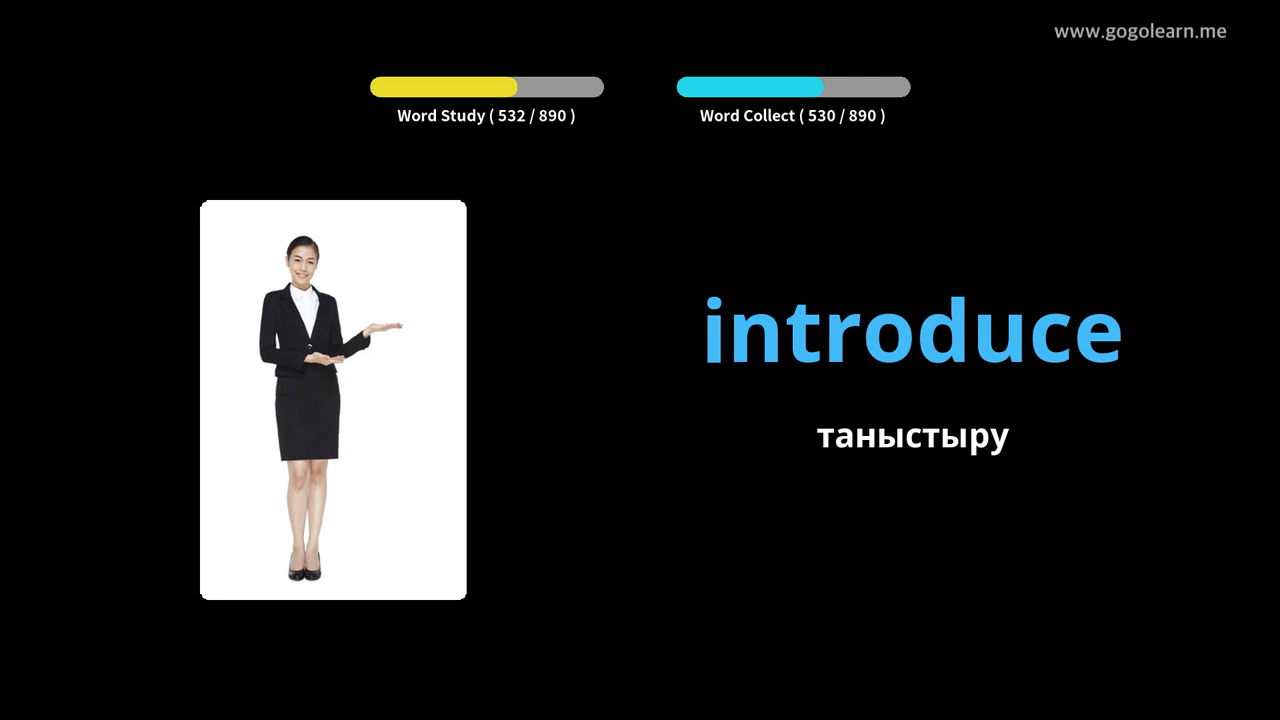 www.gogolearn.me
Word Study ( 532 / 890 )
Word Collect ( 530 / 890 )
introduce
таныстыру